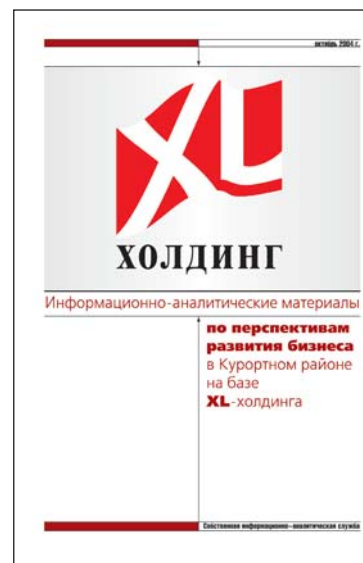 октябрь 2004 г.
XL
ХОЛДИНГ
Информационно-аналитические материалы
по перспективам
развития бизнеса
в Курортном районе
на базе
XL-холдинга
Собственная информационно-аналитическая служба